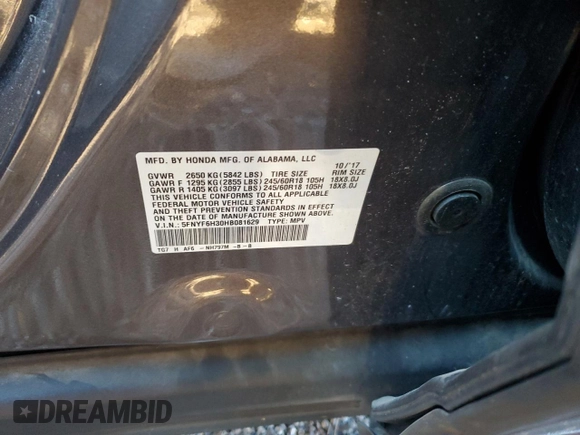 MFD. BY HONDA MFG. OF ALABAMA, LLC 10/'17
GVWR 2650 KG (5842 LBS) TIRE SIZE RIM SIZE
GAWR F 1295 KG (2855 LBS) 245/60R18 105H 18X8.0J
GAWR R 1405 KG (3097 LBS) 245/60R18 105H 18X8.0J
THIS VEHICLE CONFORMS TO ALL APPLICABLE
FEDERAL MOTOR VEHICLE SAFETY
AND THEFT PREVENTION STANDARDS IN EFFECT
ON THE DATE OF MANUFACTURE SHOWN ABOVE.
V.I.N.: 5FNYF6H30HB081629 TYPE: MPV
TG7 H AF6 - NH797M -B - B
DREAMBID